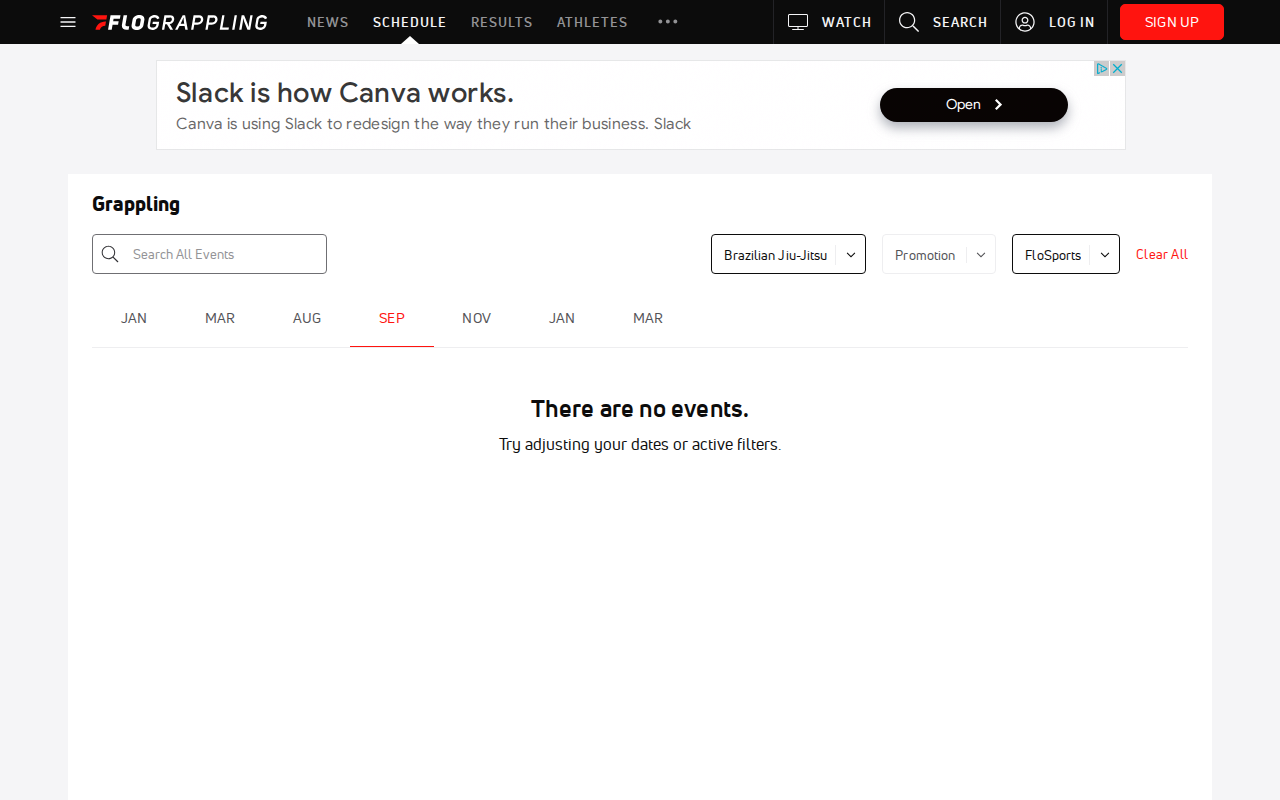 FLOGRAPPLING
NEWS
SCHEDULE
RESULTS
ATHLETES
WATCH
SEARCH
LOG IN
SIGN UP
Slack is how Canva works.
Canva is using Slack to redesign the way they run their business. Slack
Open
Grappling
Search All Events
Brazilian Jiu-Jitsu
Promotion
FloSports
Clear All
JAN
MAR
AUG
SEP
NOV
JAN
MAR
There are no events.
Try adjusting your dates or active filters.